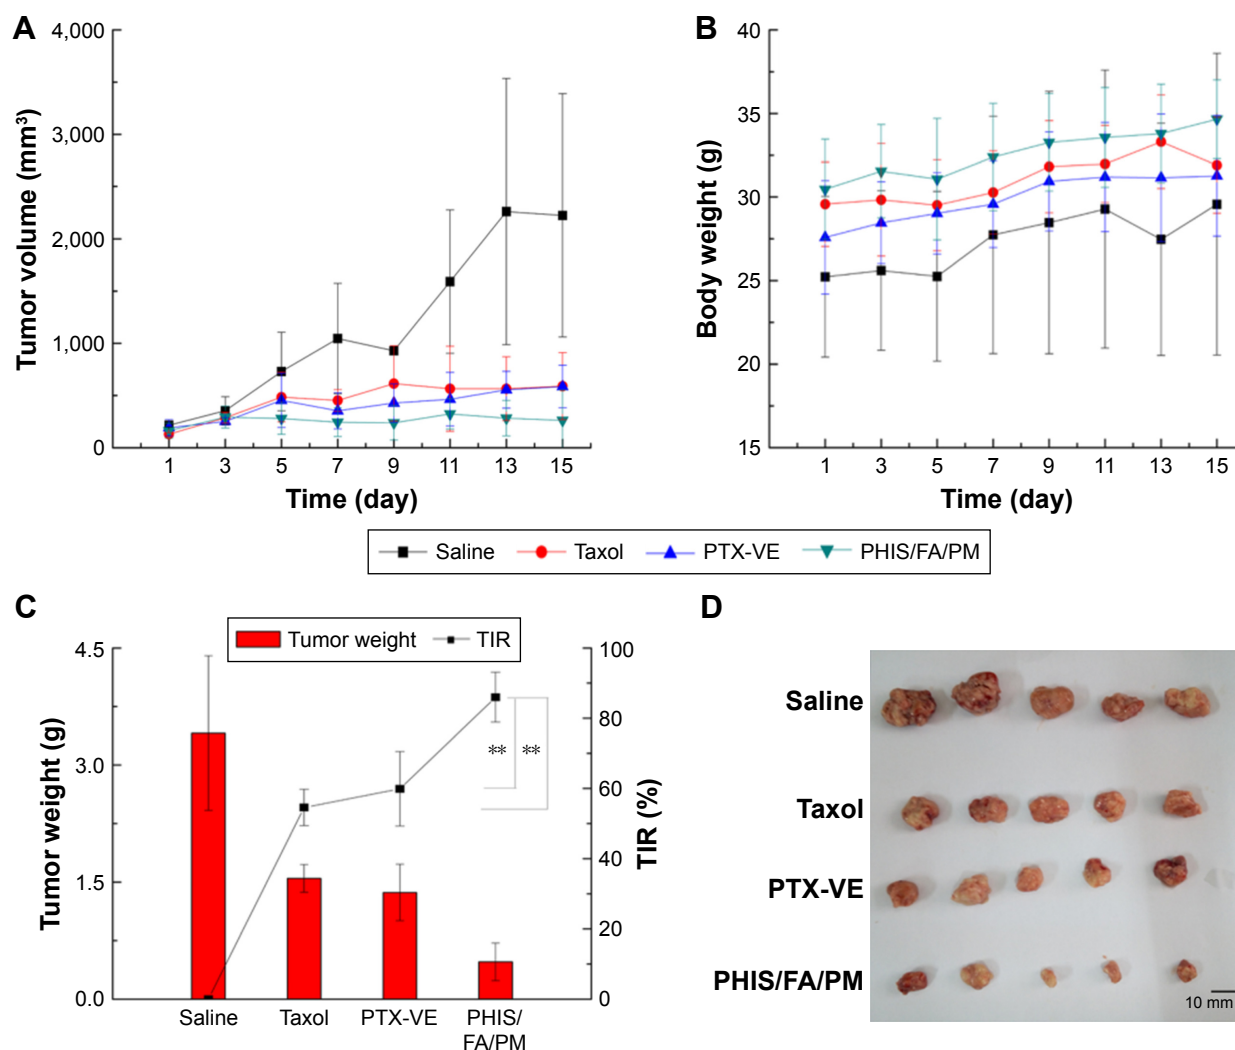 A
Tumor volume (mm³)
4,000
3,000
2,000
1,000
0
1 3 5 7 9 11 13 15
Time (day)
B
Body weight (g)
40
35
30
25
20
15
1 3 5 7 9 11 13 15
Time (day)
Saline Taxol PTX-VE PHIS/FA/PM
C
Tumor weight TIR
Tumor weight (g)
4.5
3.0
1.5
0.0
100
80
60
40
20
0
TIR (%)
** **
Saline Taxol PTX-VE PHIS/
FA/PM
D
Saline
Taxol
PTX-VE
PHIS/FA/PM
10 mm